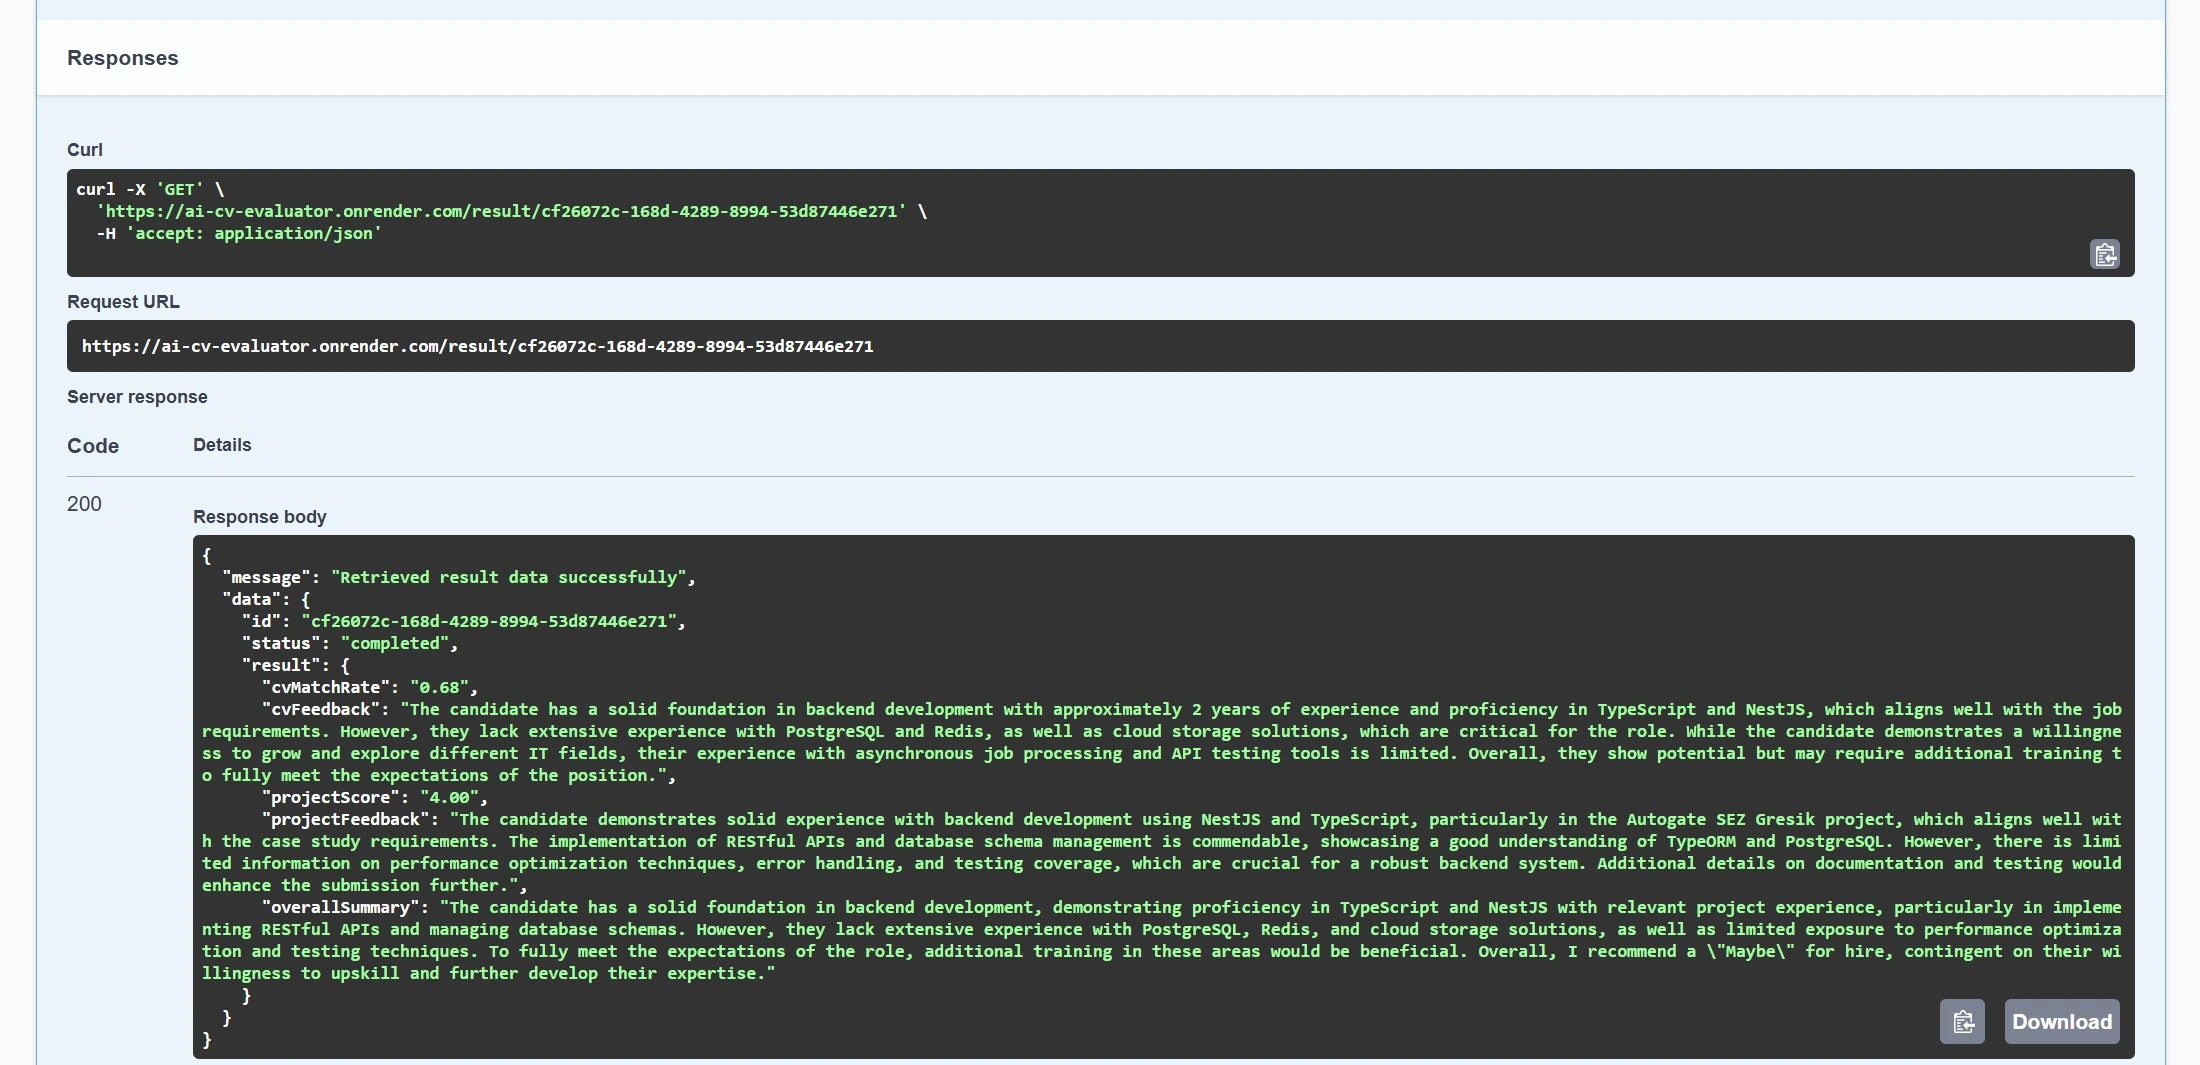 Responses
Curl
curl -X 'GET' \
  'https://ai-cv-evaluator.onrender.com/result/cf26072c-168d-4289-8994-53d87446e271' \
  -H 'accept: application/json'
Request URL
https://ai-cv-evaluator.onrender.com/result/cf26072c-168d-4289-8994-53d87446e271
Server response
Code Details
200
Response body
{
  "message": "Retrieved result data successfully",
  "data": {
    "id": "cf26072c-168d-4289-8994-53d87446e271",
    "status": "completed",
    "result": {
      "cvMatchRate": "0.68",
      "cvFeedback": "The candidate has a solid foundation in backend development with approximately 2 years of experience and proficiency in TypeScript and NestJS, which aligns well with the job
requirements. However, they lack extensive experience with PostgreSQL and Redis, as well as cloud storage solutions, which are critical for the role. While the candidate demonstrates a willingne
ss to grow and explore different IT fields, their experience with asynchronous job processing and API testing tools is limited. Overall, they show potential but may require additional training t
o fully meet the expectations of the position.",
      "projectScore": "4.00",
      "projectFeedback": "The candidate demonstrates solid experience with backend development using NestJS and TypeScript, particularly in the Autogate SEZ Gresik project, which aligns well wit
h the case study requirements. The implementation of RESTful APIs and database schema management is commendable, showcasing a good understanding of TypeORM and PostgreSQL. However, there is limi
ted information on performance optimization techniques, error handling, and testing coverage, which are crucial for a robust backend system. Additional details on documentation and testing would
enhance the submission further.",
      "overallSummary": "The candidate has a solid foundation in backend development, demonstrating proficiency in TypeScript and NestJS with relevant project experience, particularly in impleme
nting RESTful APIs and managing database schemas. However, they lack extensive experience with PostgreSQL, Redis, and cloud storage solutions, as well as limited exposure to performance optimiza
tion and testing techniques. To fully meet the expectations of the role, additional training in these areas would be beneficial. Overall, I recommend a \"Maybe\" for hire, contingent on their wi
llingness to upskill and further develop their expertise."
    }
  }
}
Download